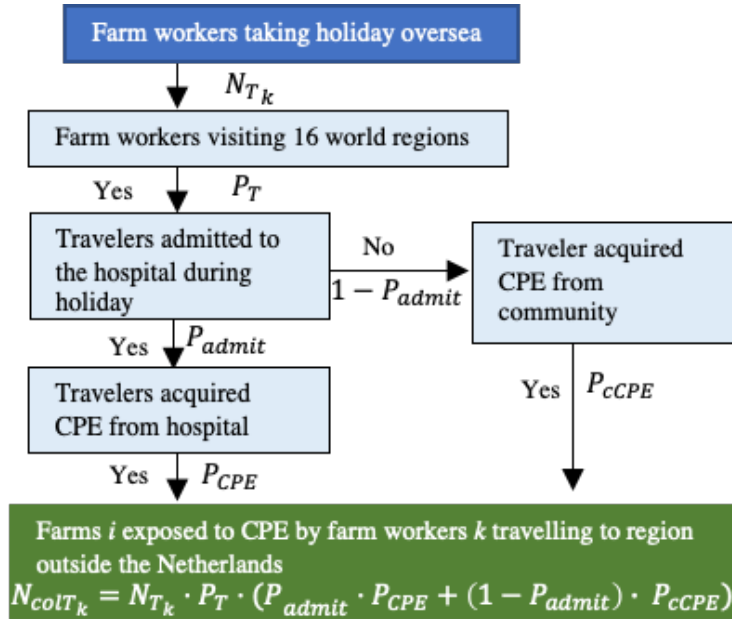 Farm workers taking holiday oversea
N_{T_k}
Farm workers visiting 16 world regions
Yes P_T
Travelers admitted to
the hospital during
holiday
No
1 − P_{admit}
Traveler acquired
CPE from
community
Yes P_{admit}
Travelers acquired
CPE from hospital
Yes P_{cCPE}
Yes P_{CPE}
Farms i exposed to CPE by farm workers k travelling to region
outside the Netherlands
N_{colT_k} = N_{T_k} · P_T · (P_{admit} · P_{CPE} + (1 − P_{admit}) · P_{cCPE})